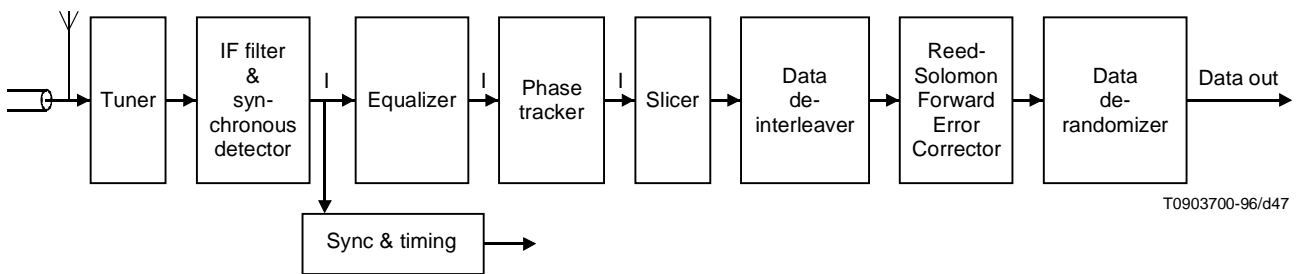 Tuner
IF filter
&
syn-
chronous
detector
I
Equalizer
I
Phase
tracker
I
Slicer
Data
de-
interleaver
Reed-
Solomon
Forward
Error
Corrector
Data
de-
randomizer
Data out
Sync & timing
T0903700-96/d47